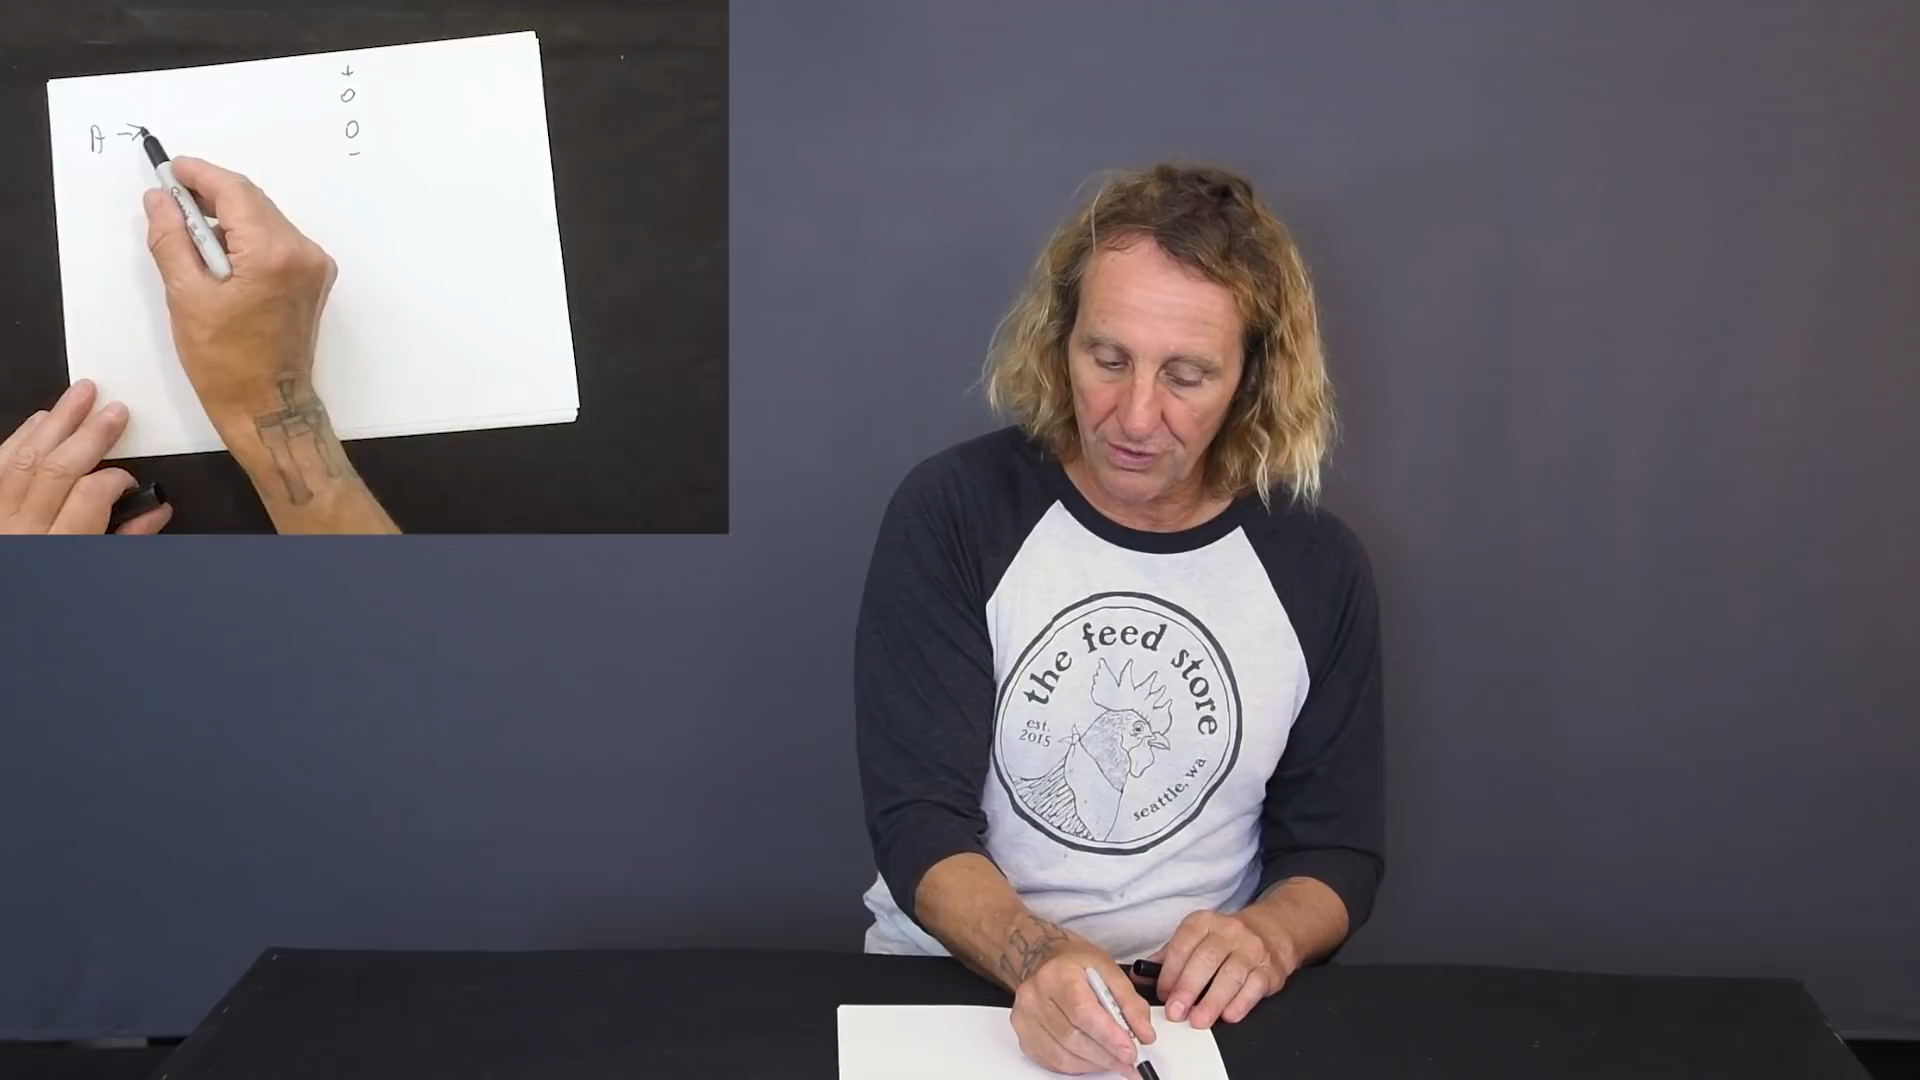 +
0
A → 0
-
the feed store
est.
2015
seattle, wa